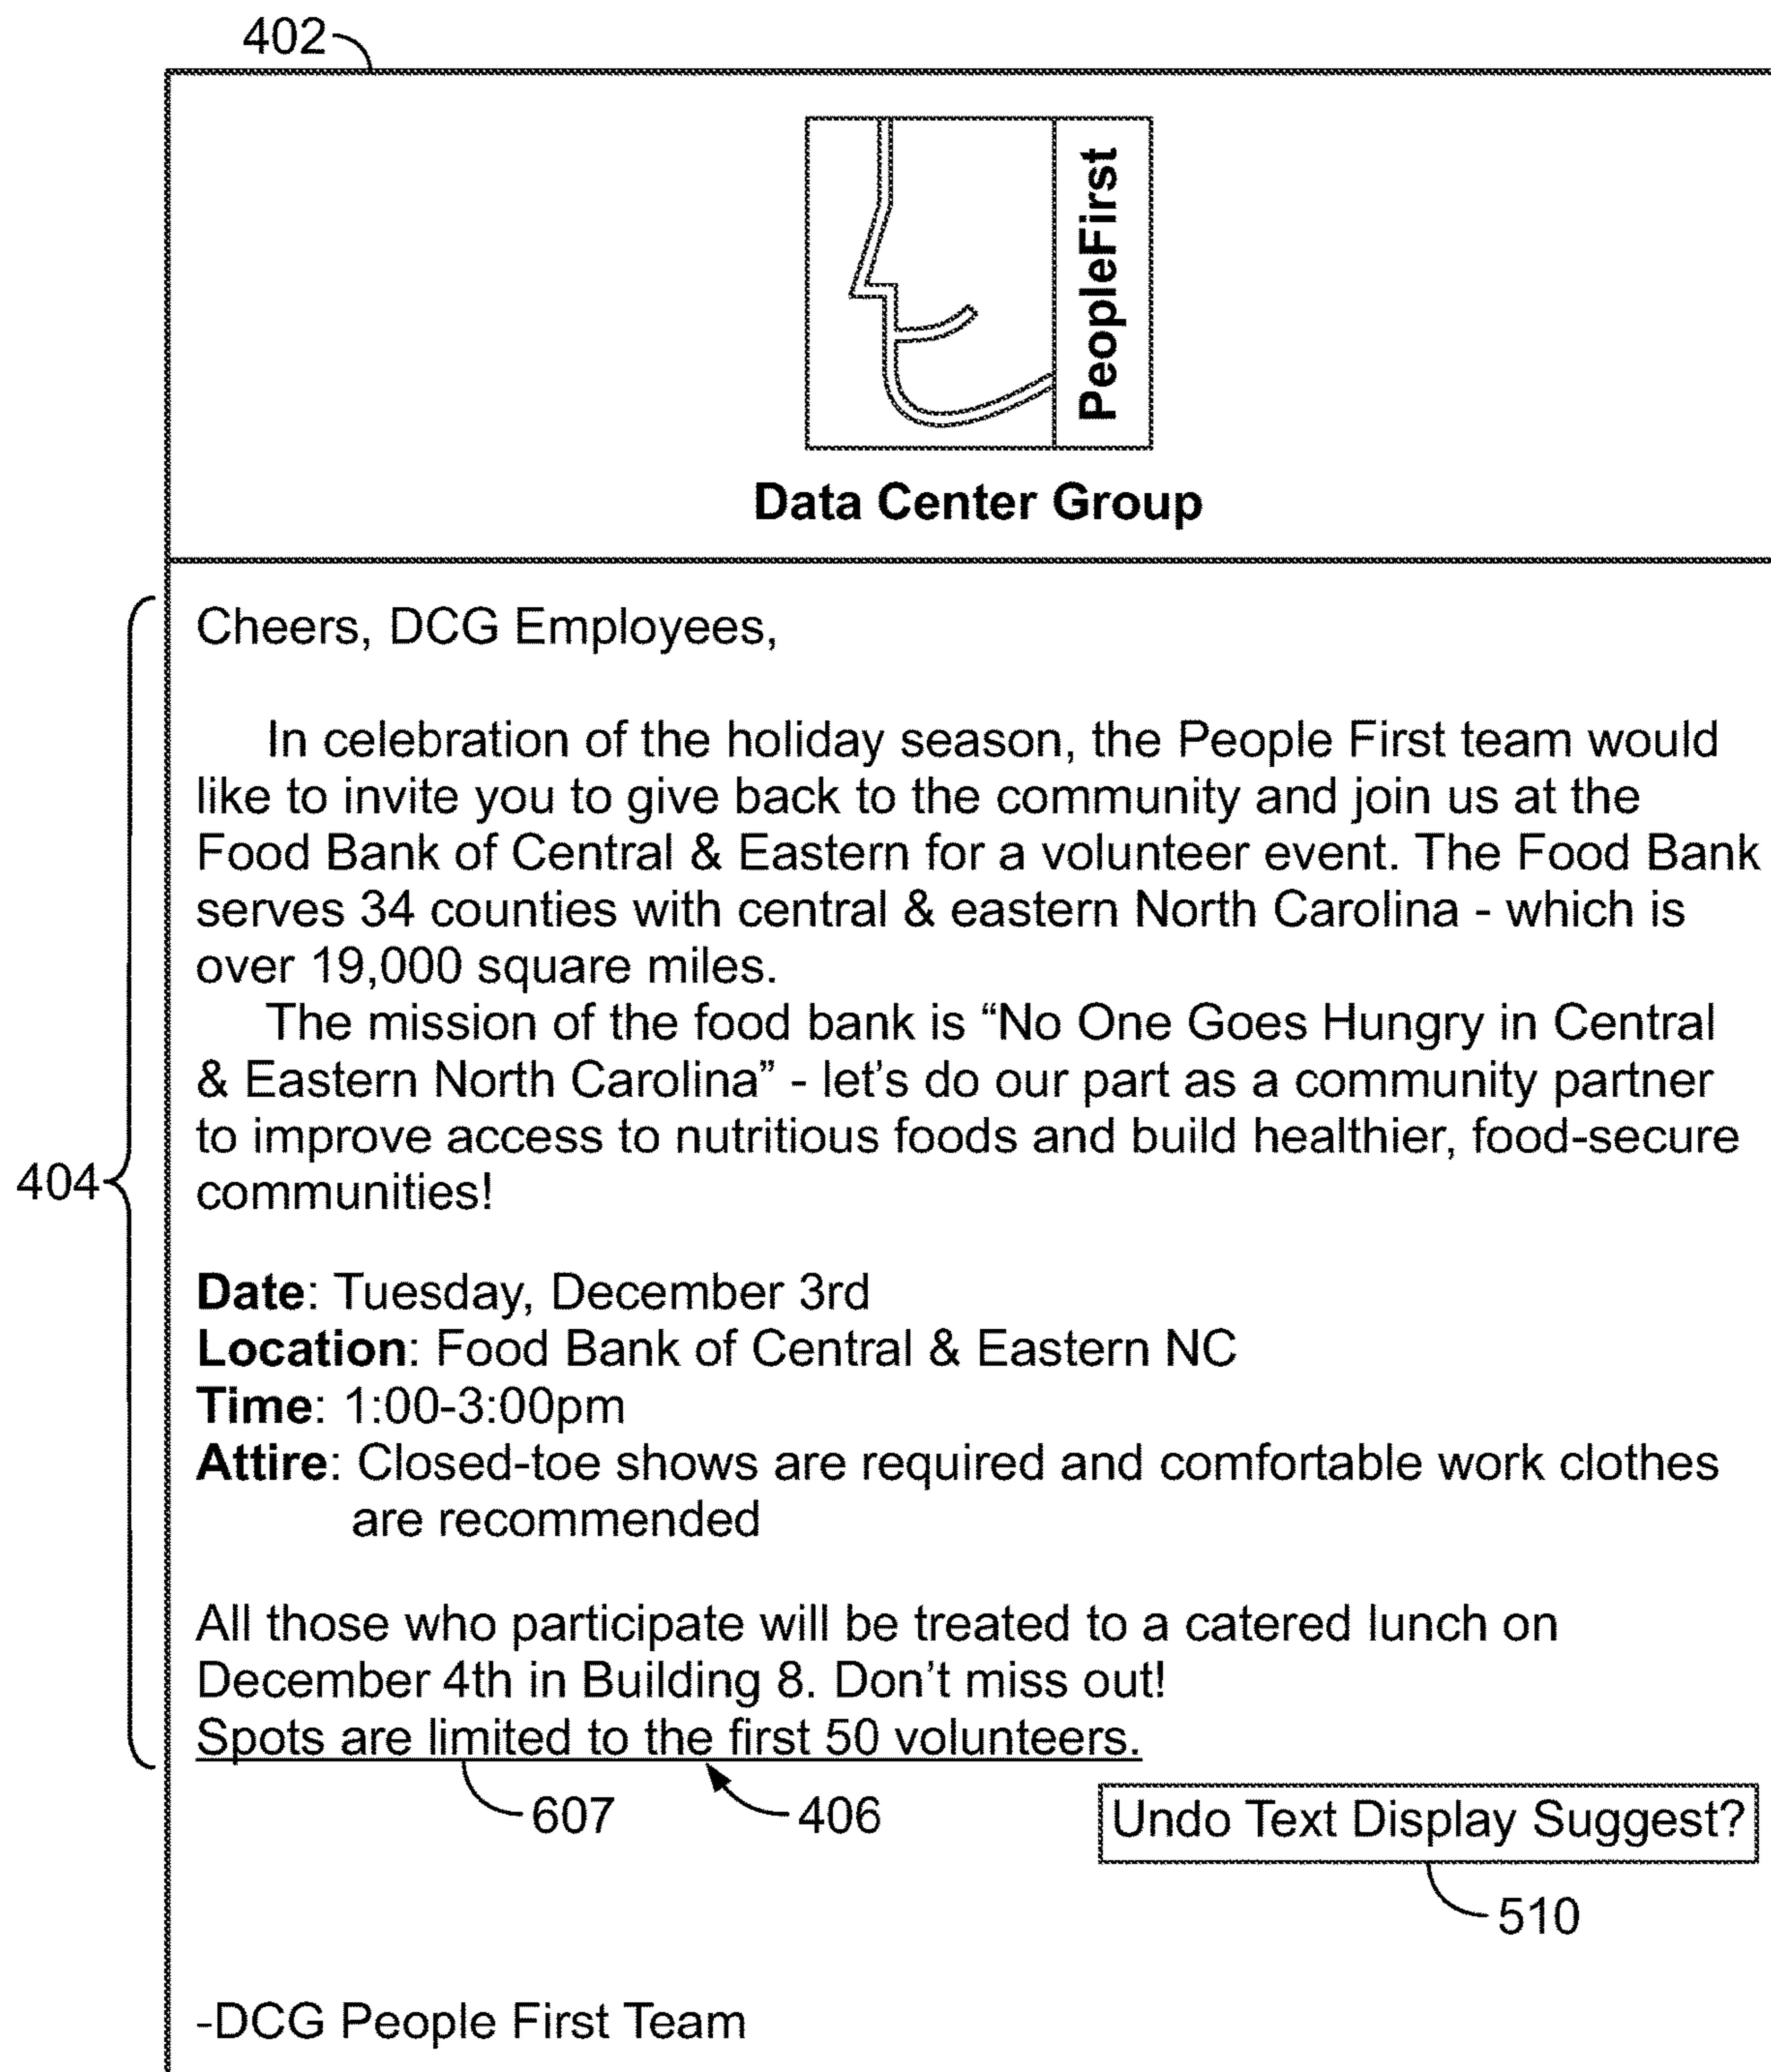 402
PeopleFirst
Data Center Group
Cheers, DCG Employees,
In celebration of the holiday season, the People First team would
like to invite you to give back to the community and join us at the
Food Bank of Central & Eastern for a volunteer event. The Food Bank
serves 34 counties with central & eastern North Carolina - which is
over 19,000 square miles.
The mission of the food bank is “No One Goes Hungry in Central
& Eastern North Carolina” - let’s do our part as a community partner
to improve access to nutritious foods and build healthier, food-secure
communities!
404
Date: Tuesday, December 3rd
Location: Food Bank of Central & Eastern NC
Time: 1:00-3:00pm
Attire: Closed-toe shows are required and comfortable work clothes
are recommended
All those who participate will be treated to a catered lunch on
December 4th in Building 8. Don’t miss out!
Spots are limited to the first 50 volunteers.
607
406
Undo Text Display Suggest?
510
-DCG People First Team